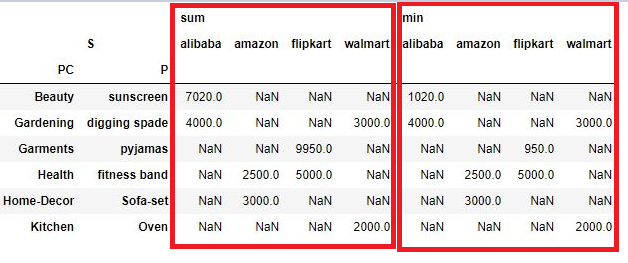 sum min
S alibaba amazon flipkart walmart alibaba amazon flipkart walmart
PC P
Beauty sunscreen 7020.0 NaN NaN NaN 1020.0 NaN NaN NaN
Gardening digging spade 4000.0 NaN NaN 3000.0 4000.0 NaN NaN 3000.0
Garments pyjamas NaN NaN 9950.0 NaN NaN NaN 950.0 NaN
Health fitness band NaN 2500.0 5000.0 NaN NaN 2500.0 5000.0 NaN
Home-Decor Sofa-set NaN 3000.0 NaN NaN NaN 3000.0 NaN NaN
Kitchen Oven NaN NaN NaN 2000.0 NaN NaN NaN 2000.0